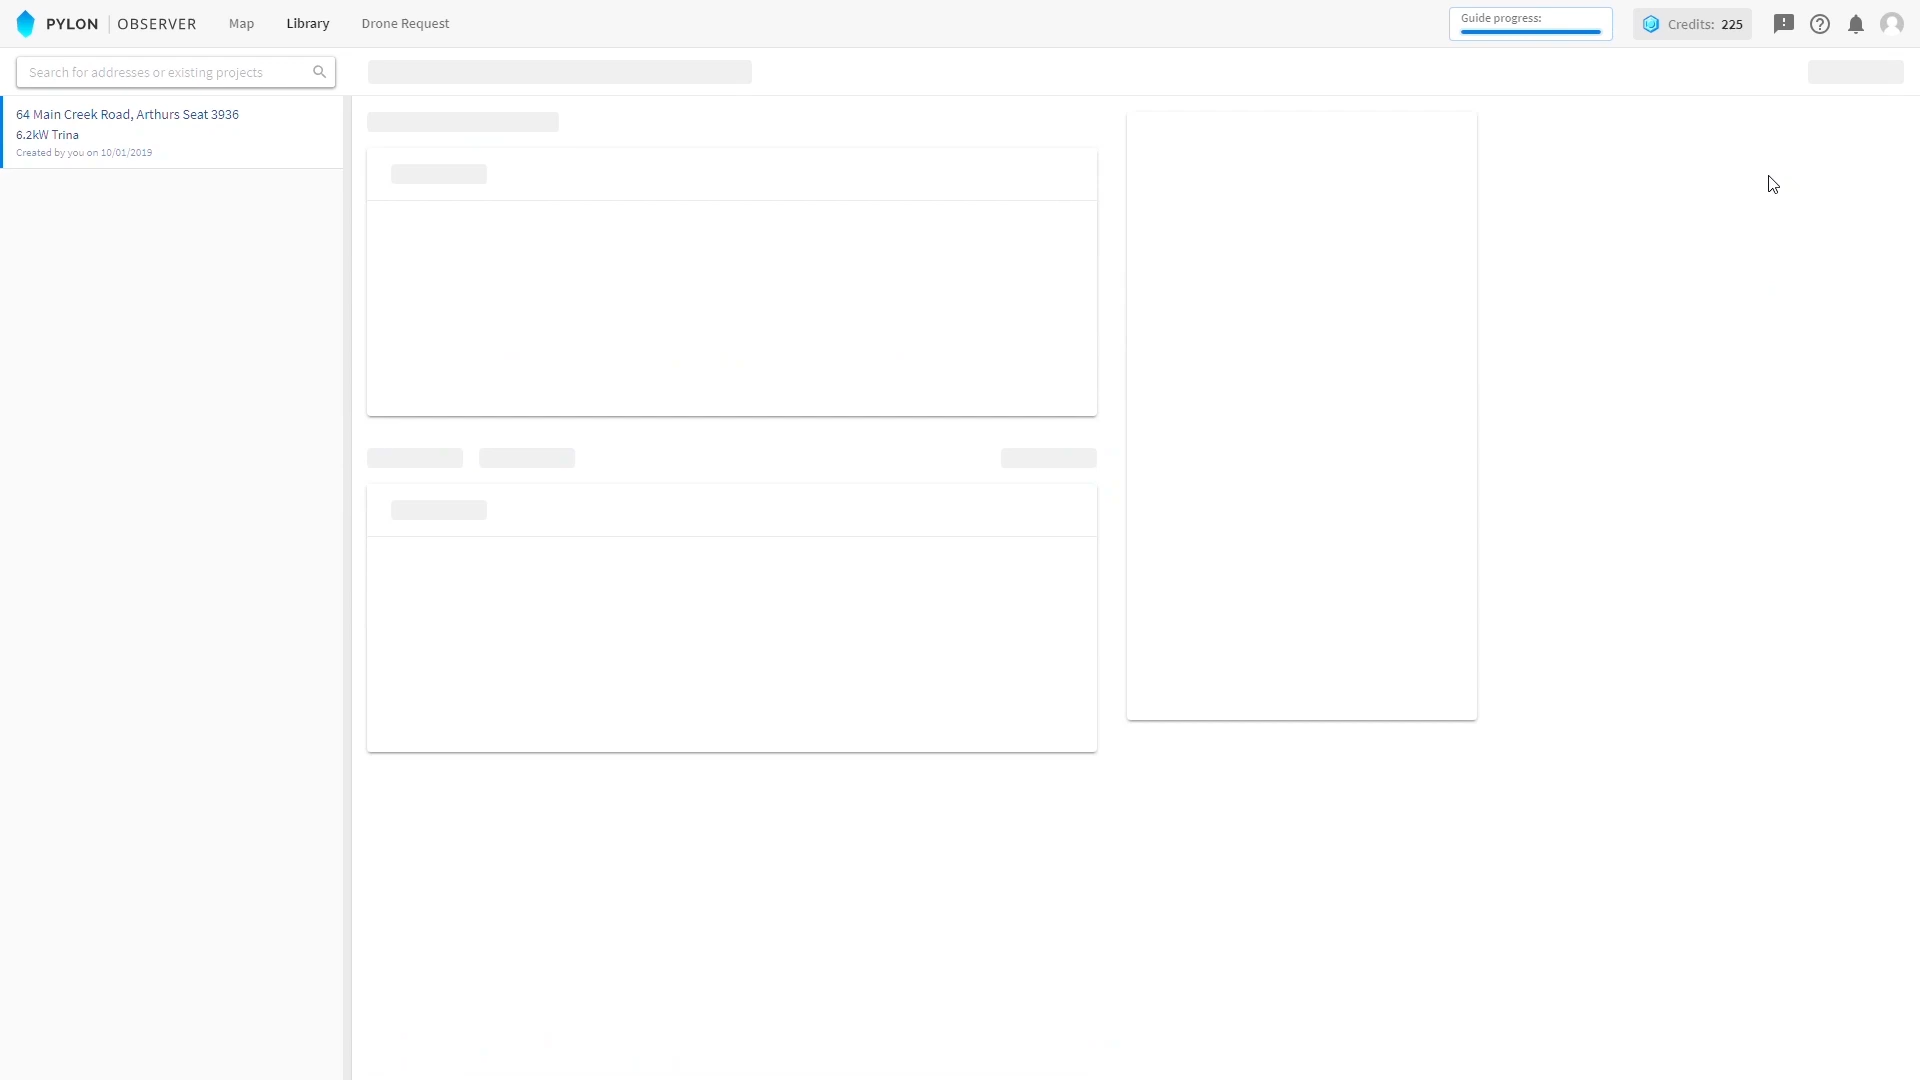 PYLON OBSERVER Map Library Drone Request Guide progress: Credits: 225
Search for addresses or existing projects
64 Main Creek Road, Arthurs Seat 3936
6.2kW Trina
Created by you on 10/01/2019